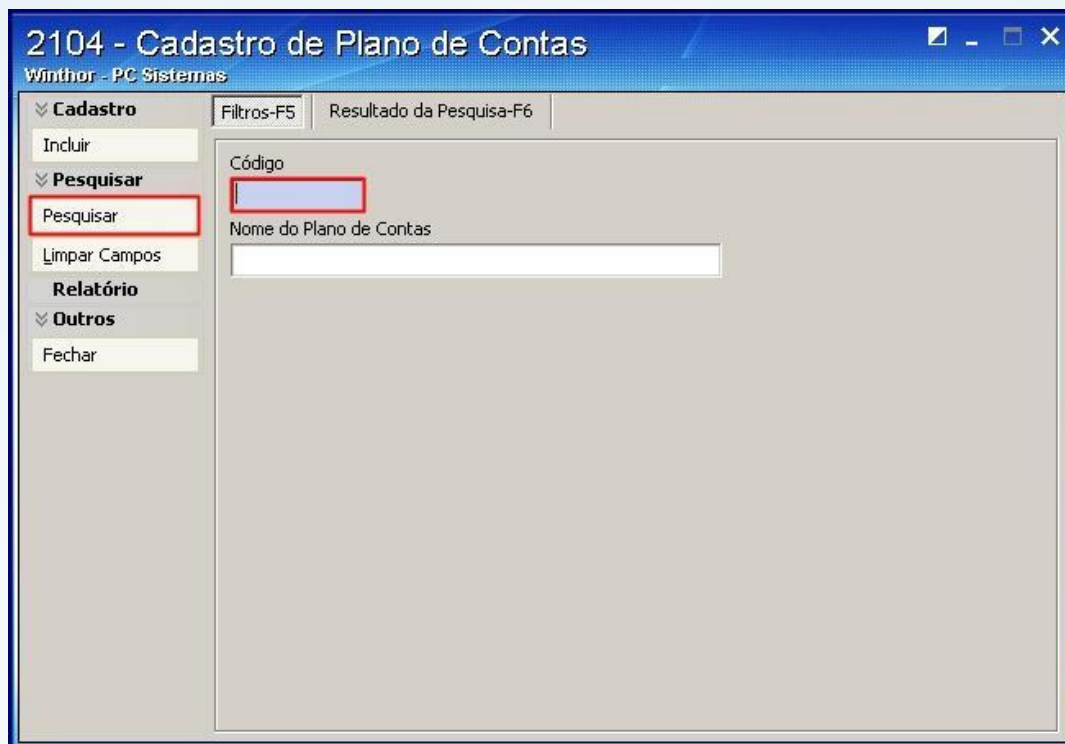 2104 - Cadastro de Plano de Contas
Winthor - PC Sistemas
Cadastro
Incluir
Pesquisar
Pesquisar
Limpar Campos
Relatório
Outros
Fechar
Filtros-F5
Resultado da Pesquisa-F6
Código
Nome do Plano de Contas